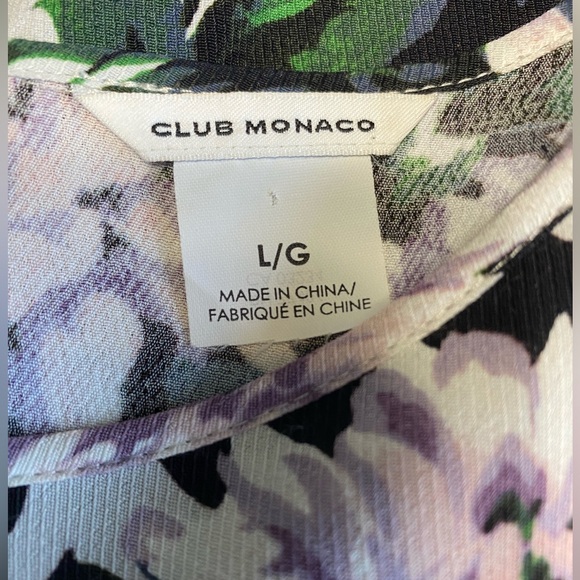 CLUB MONACO
L/G
MADE IN CHINA/
FABRIQUÉ EN CHINE